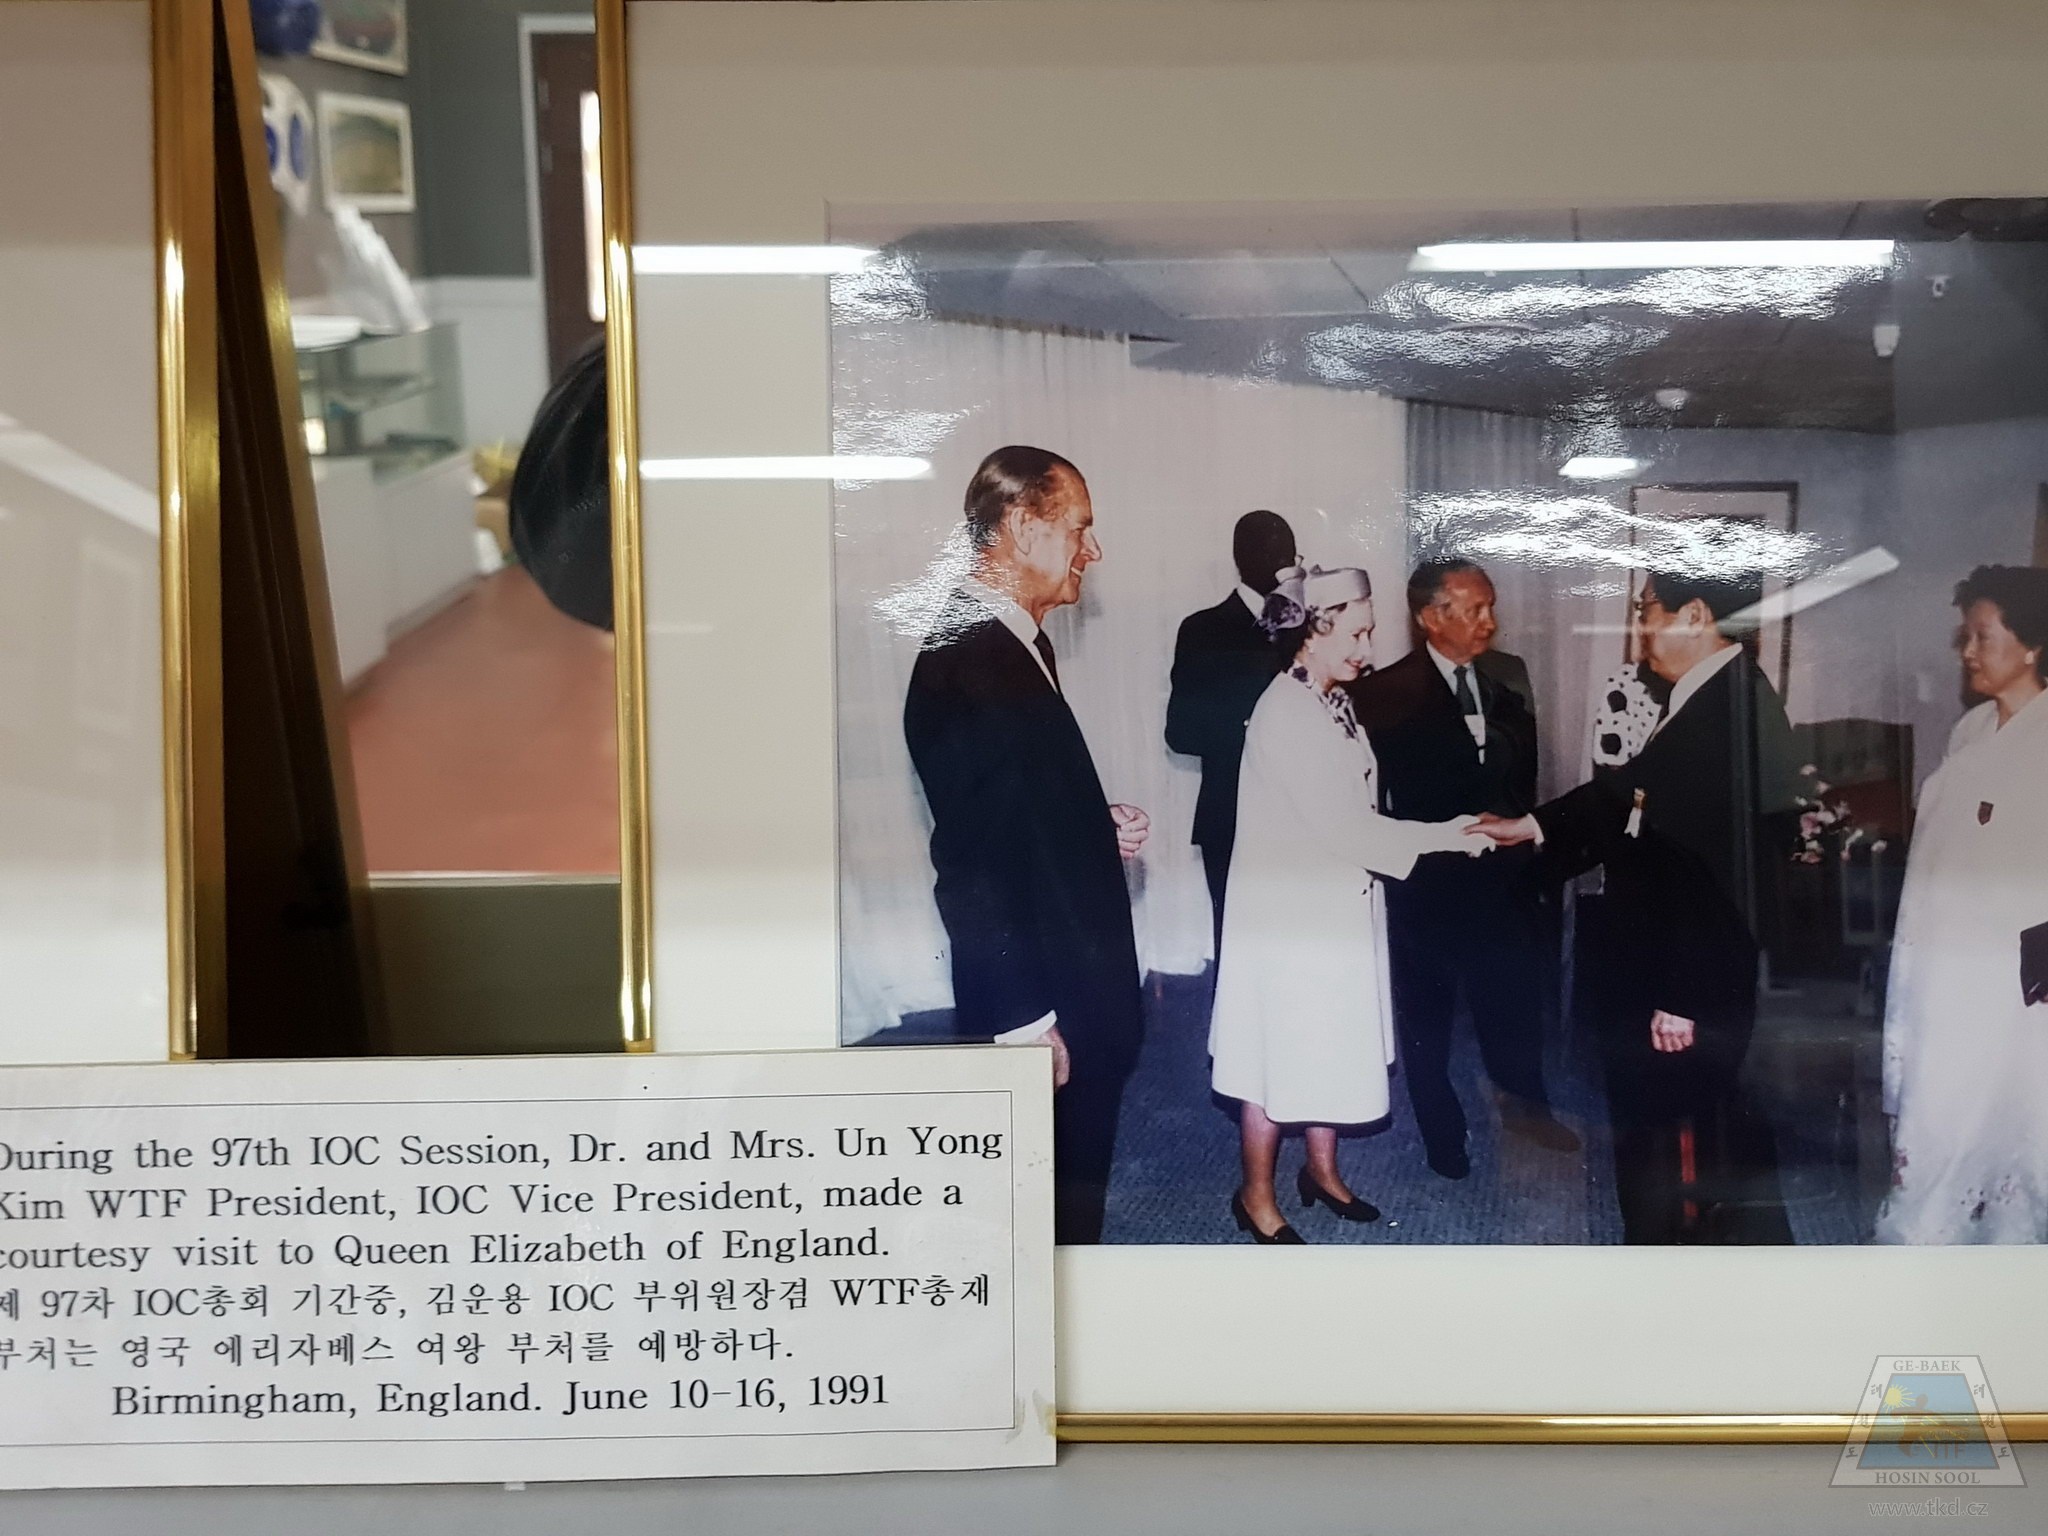 During the 97th IOC Session, Dr. and Mrs. Un Yong
Kim WTF President, IOC Vice President, made a
courtesy visit to Queen Elizabeth of England.
제 97차 IOC총회 기간중, 김운용 IOC 부위원장겸 WTF총재
부처는 영국 에리자베스 여왕 부처를 예방하다.
Birmingham, England. June 10-16, 1991
GE-BAEK
HOSIN SOOL
www.tkd.cz